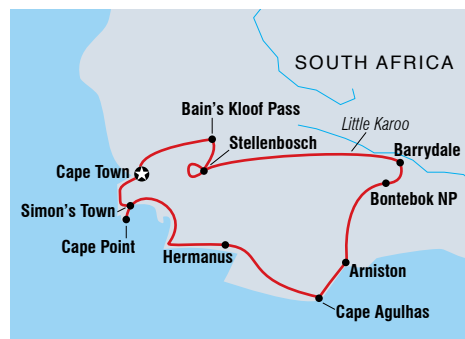 SOUTH AFRICA
Bain's Kloof Pass
Little Karoo
Stellenbosch
Barrydale
Cape Town
Bontebok NP
Simon's Town
Cape Point
Hermanus
Arniston
Cape Agulhas